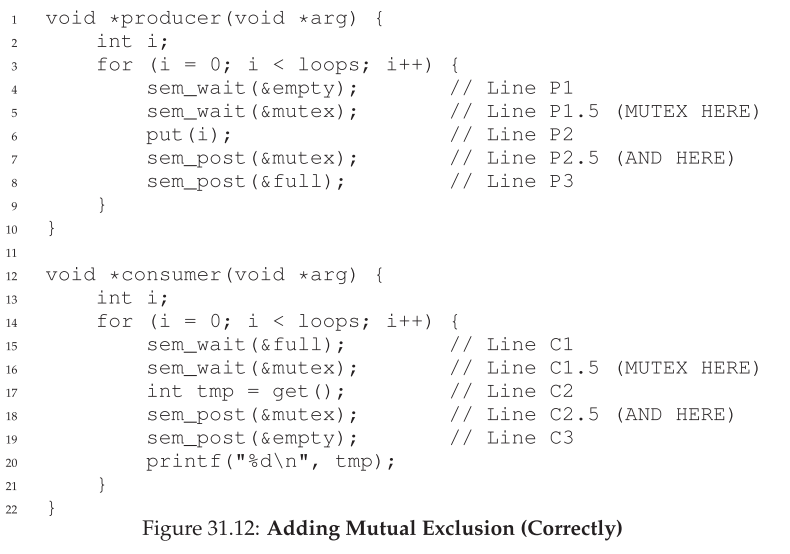 1 void *producer(void *arg) {
2 int i;
3 for (i = 0; i < loops; i++) {
4 sem_wait(&empty); // Line P1
5 sem_wait(&mutex); // Line P1.5 (MUTEX HERE)
6 put(i); // Line P2
7 sem_post(&mutex); // Line P2.5 (AND HERE)
8 sem_post(&full); // Line P3
9 }
10 }
11
12 void *consumer(void *arg) {
13 int i;
14 for (i = 0; i < loops; i++) {
15 sem_wait(&full); // Line C1
16 sem_wait(&mutex); // Line C1.5 (MUTEX HERE)
17 int tmp = get(); // Line C2
18 sem_post(&mutex); // Line C2.5 (AND HERE)
19 sem_post(&empty); // Line C3
20 printf("%d\n", tmp);
21 }
22 }
Figure 31.12: Adding Mutual Exclusion (Correctly)